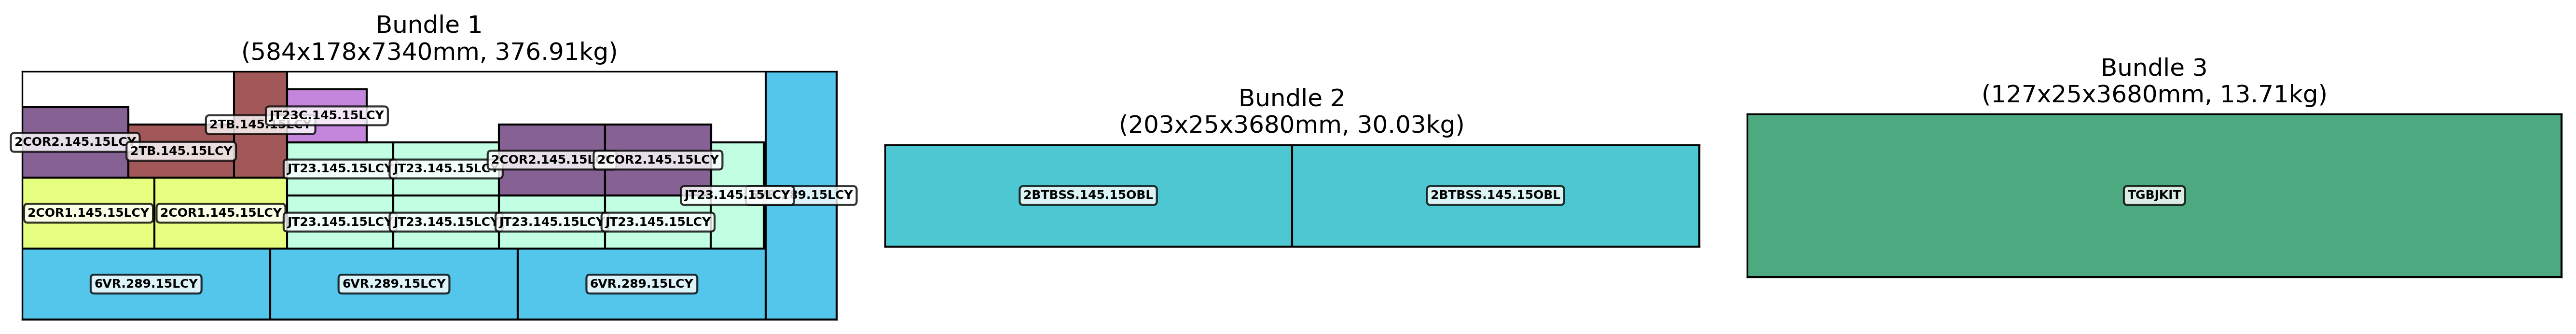 Bundle 1
(584x178x7340mm, 376.91kg)
2TB.145.15LCY
JT23C.145.15LCY
2COR2.145.15LCY
2TB.145.15LCY
JT23.145.15LCY
JT23.145.15LCY
2COR2.145.15L
2COR2.145.15LCY
JT23.145.15LCY
39.15LCY
2COR1.145.15LCY
2COR1.145.15LCY
JT23.145.15LCY
JT23.145.15LCY
JT23.145.15LCY
JT23.145.15LCY
6VR.289.15LCY
6VR.289.15LCY
6VR.289.15LCY
Bundle 2
(203x25x3680mm, 30.03kg)
2BTBSS.145.15OBL
2BTBSS.145.15OBL
Bundle 3
(127x25x3680mm, 13.71kg)
TGBJKIT